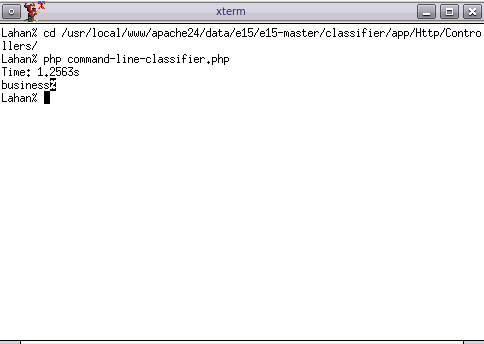 xterm
Lahan% cd /usr/local/www/apache24/data/e15/e15-master/classifier/app/Http/Contro
llers/
Lahan% php command-line-classifier.php
Time: 1.2563s
business%
Lahan%